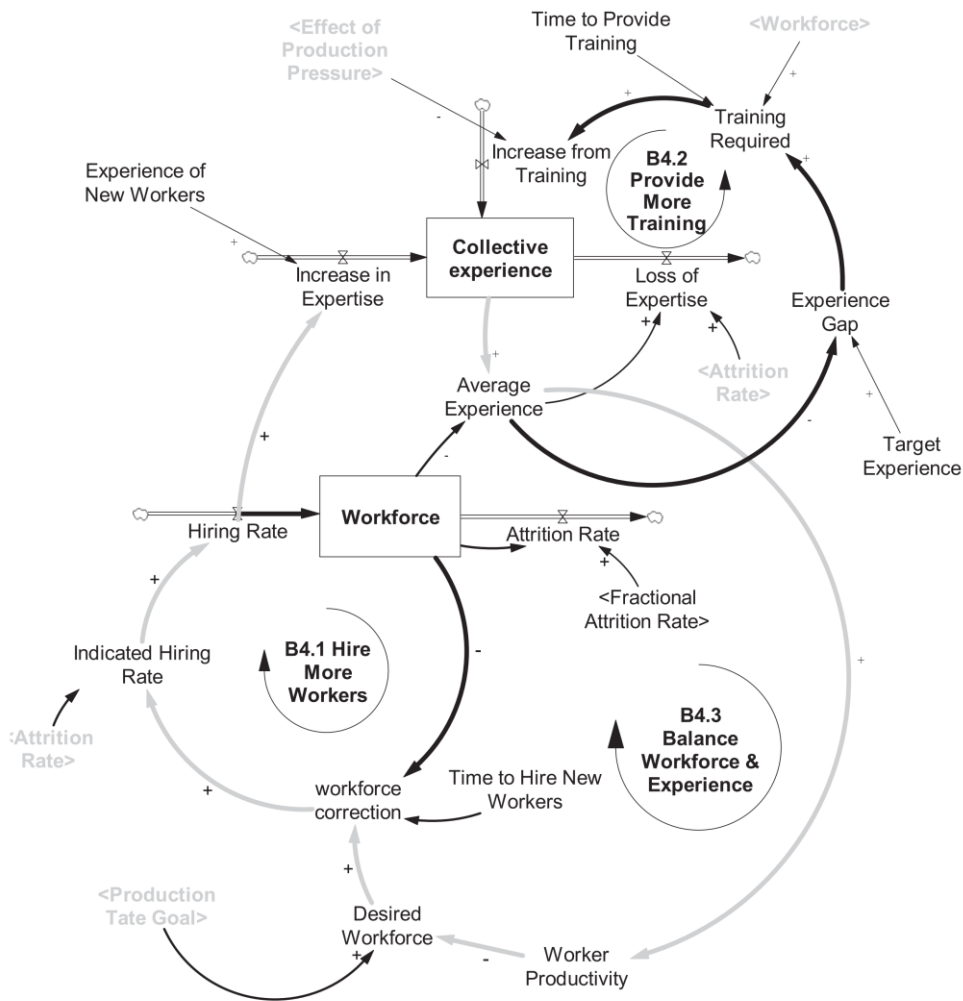 <Effect of
Production
Pressure>
Time to Provide
Training
<Workforce>
+
+
-
Training
Required
Increase from
Training
+
B4.2
Provide
More
Training
Experience of
New Workers
+
Collective
experience
Increase in
Expertise
Loss of
Expertise
Experience
Gap
+
+
+
<Attrition
Rate>
Average
Experience
+
-
Target
Experience
+
-
Workforce
Hiring Rate
Attrition Rate
+
+
<Fractional
Attrition Rate>
Indicated Hiring
Rate
B4.1 Hire
More
Workers
-
+
B4.3
Balance
Workforce &
Experience
<Attrition
Rate>
+
workforce
correction
Time to Hire New
Workers
+
<Production
Tate Goal>
Desired
Workforce
+
-
Worker
Productivity